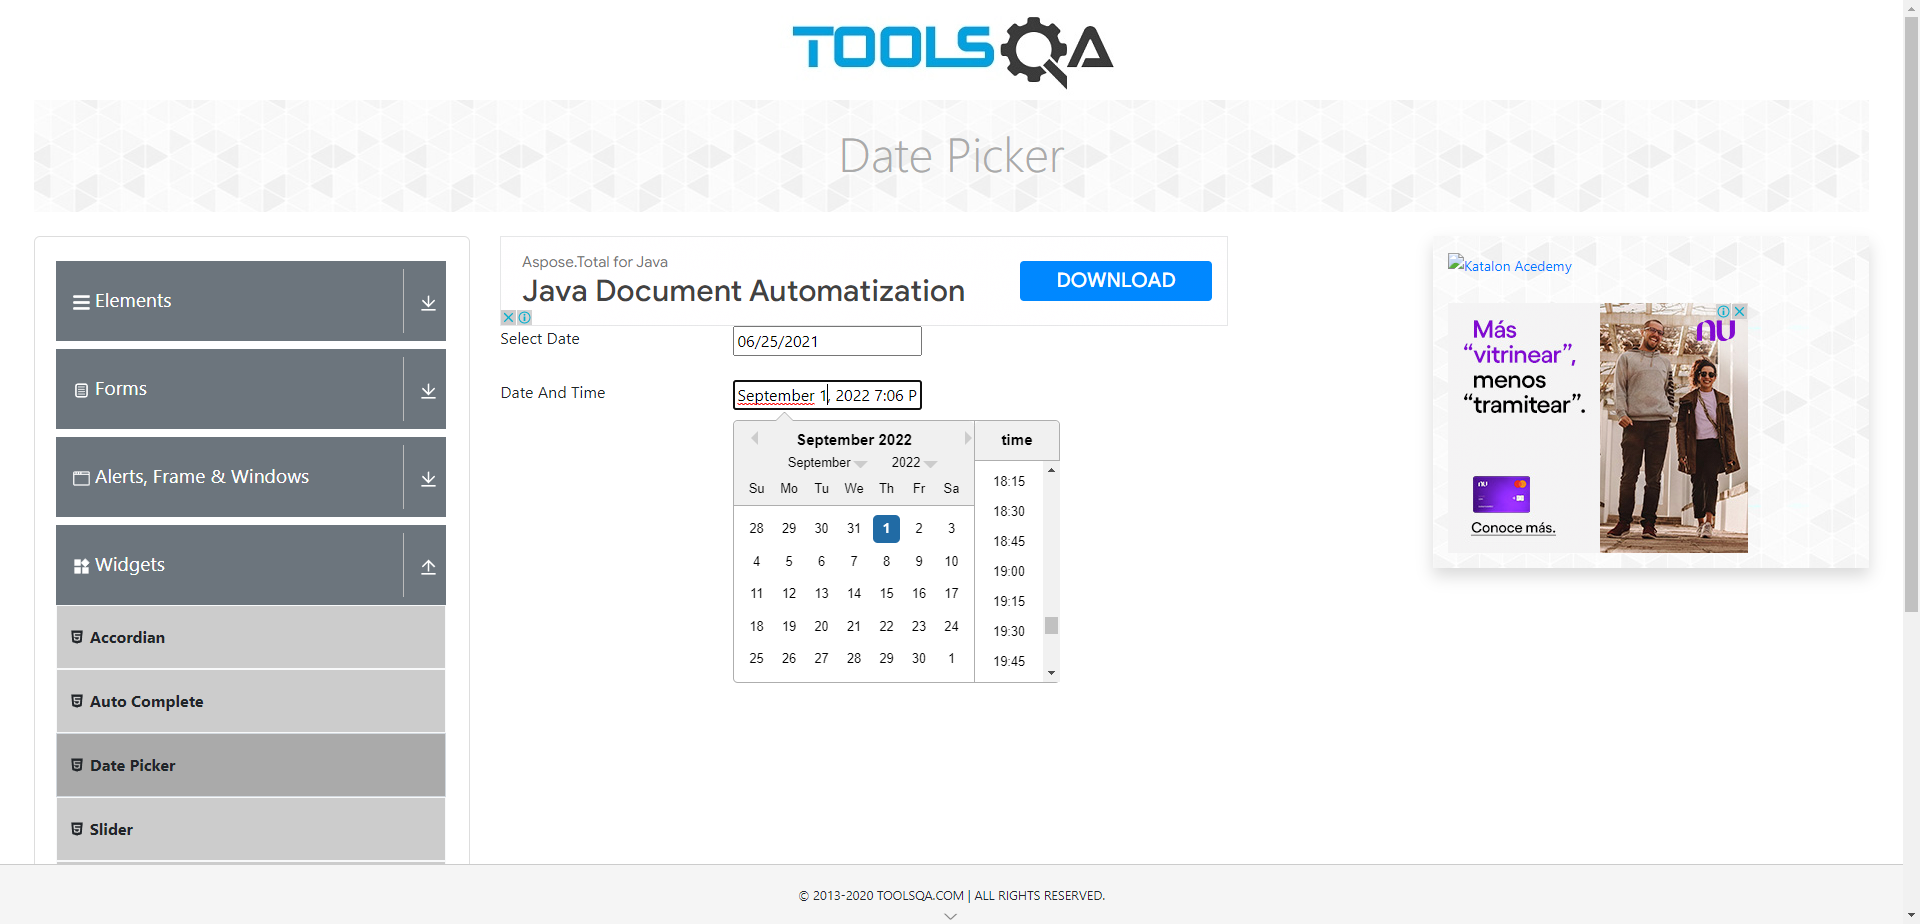 TOOLSQA
Date Picker
Elements
Forms
Alerts, Frame & Windows
Widgets
Accordian
Auto Complete
Date Picker
Slider
Aspose.Total for Java
Java Document Automatization
DOWNLOAD
Select Date
06/25/2021
Date And Time
September 1, 2022 7:06 P
September 2022
September 2022
Su Mo Tu We Th Fr Sa
28 29 30 31 1 2 3
4 5 6 7 8 9 10
11 12 13 14 15 16 17
18 19 20 21 22 23 24
25 26 27 28 29 30 1
time
18:15
18:30
18:45
19:00
19:15
19:30
19:45
Katalon Acedemy
Más
“vitrinear”,
menos
“tramitear”.
nu
nu
Conoce más.
© 2013-2020 TOOLSQA.COM | ALL RIGHTS RESERVED.